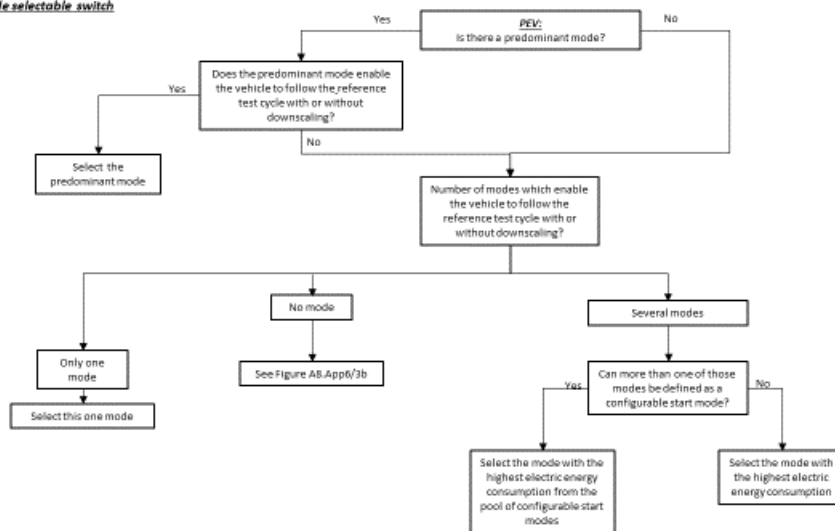 le selectable switch
PEV:
Is there a predominant mode?
Yes
No
Does the predominant mode enable
the vehicle to follow the reference
test cycle with or without
downscaling?
Yes
No
Select the
predominant mode
Number of modes which enable
the vehicle to follow the
reference test cycle with or
without downscaling?
No mode
Several modes
Only one
mode
See Figure A8.App6/3b
Can more than one of those
modes be defined as a
configurable start mode?
Yes
No
Select this one mode
Select the mode with the
highest electric energy
consumption from the
pool of configurable start
modes
Select the mode with
the highest electric
energy consumption